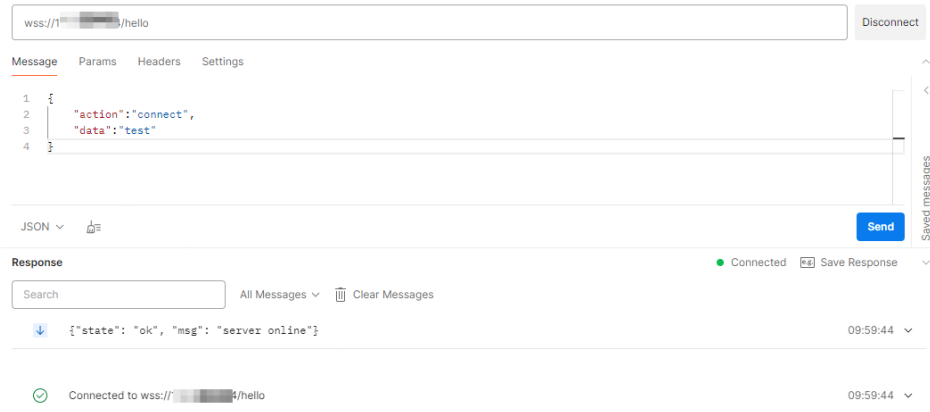 wss://1 4/hello
Disconnect
Message Params Headers Settings
1 {
2 "action":"connect",
3 "data":"test"
4 }
Saved messages
JSON
Send
Response
Connected
e.g. Save Response
Search
All Messages
Clear Messages
{"state": "ok", "msg": "server online"}
09:59:44
Connected to wss:// 4/hello
09:59:44